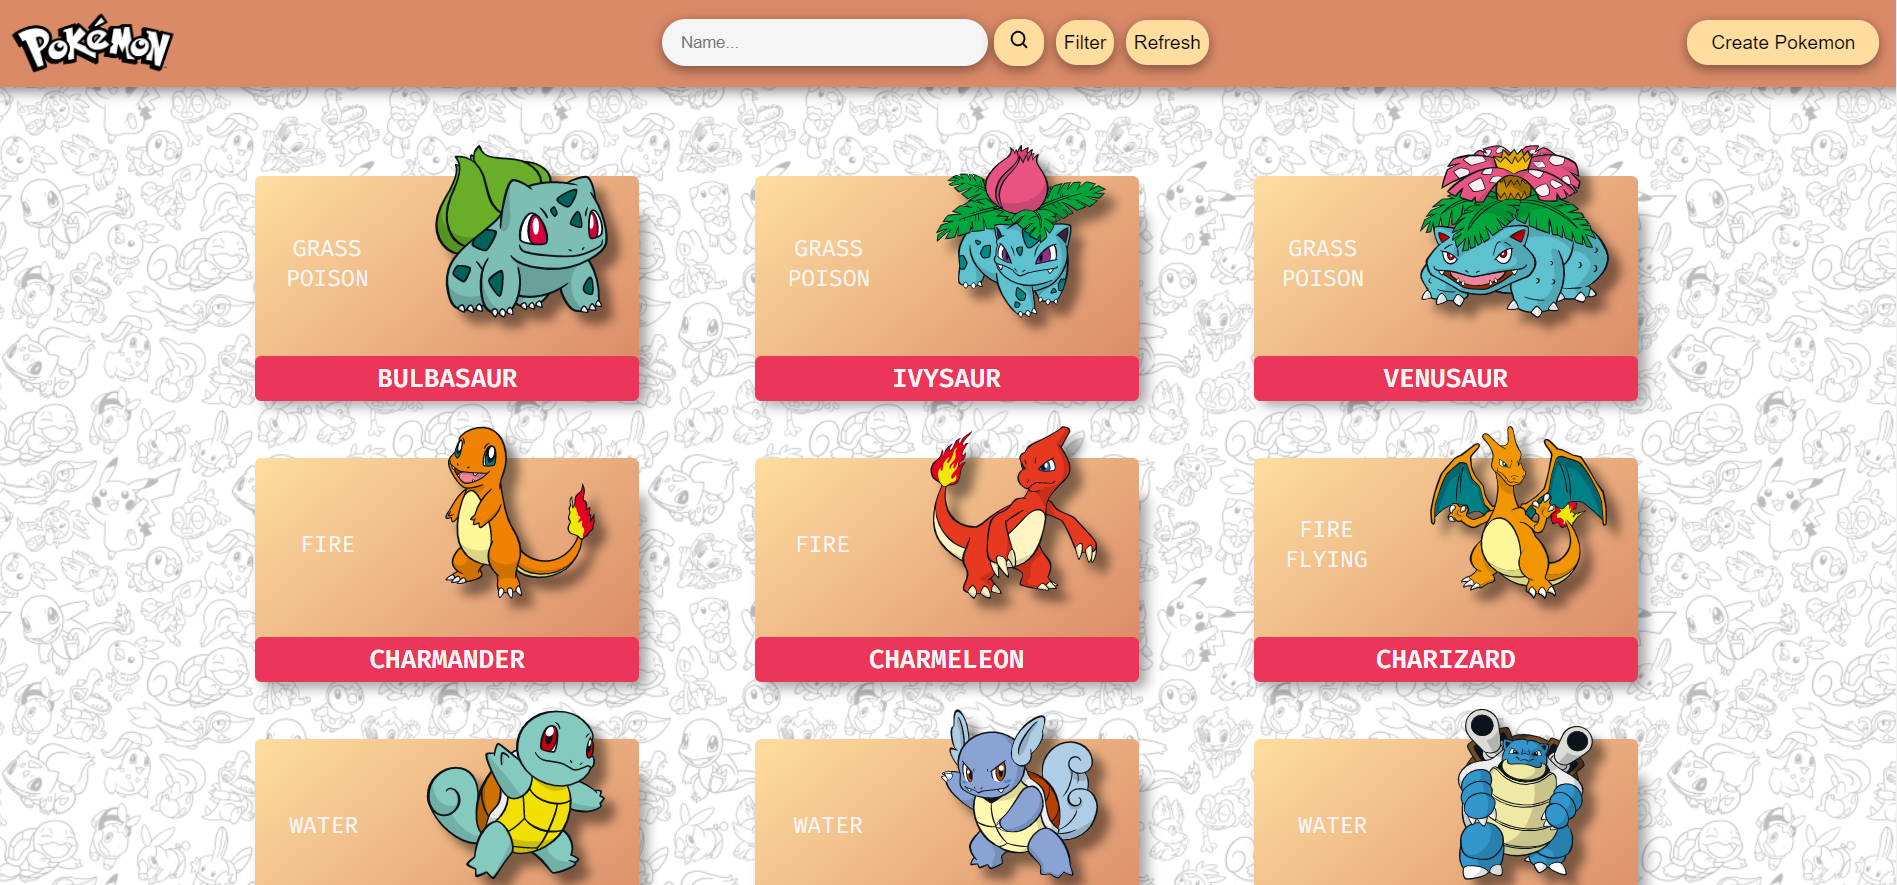 POKéMON
Name...
Filter
Refresh
Create Pokemon
GRASS
POISON
BULBASAUR
GRASS
POISON
IVYSAUR
GRASS
POISON
VENUSAUR
FIRE
CHARMANDER
FIRE
CHARMELEON
FIRE
FLYING
CHARIZARD
WATER
WATER
WATER